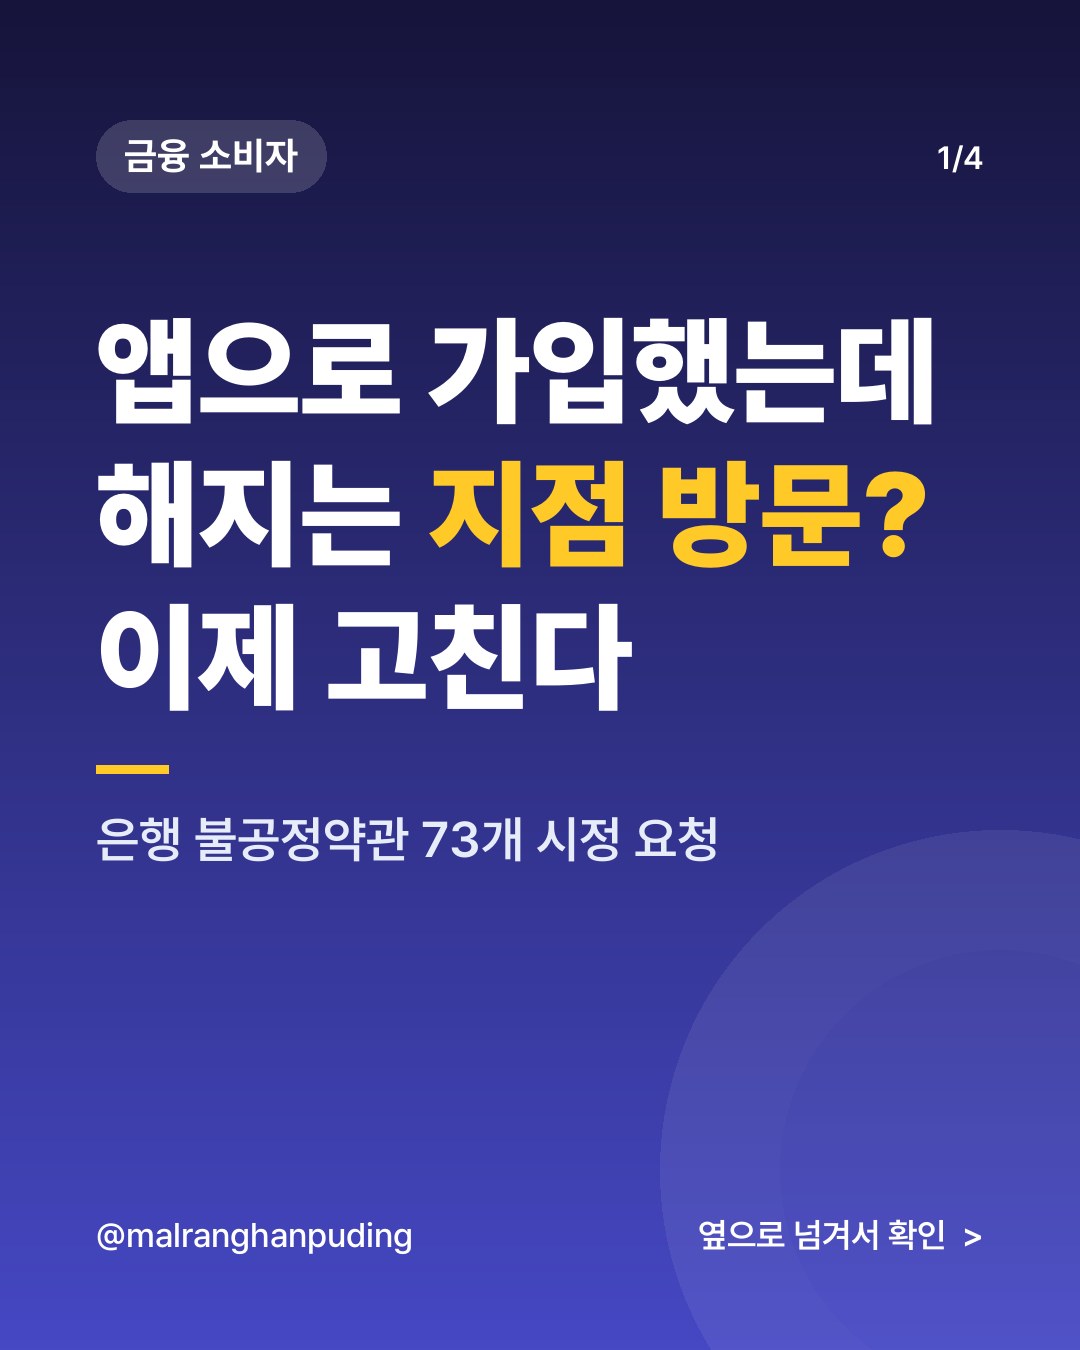 금융 소비자
1/4
앱으로 가입했는데
해지는 지점 방문?
이제 고친다
은행 불공정약관 73개 시정 요청
@malranghanpuding
옆으로 넘겨서 확인 >